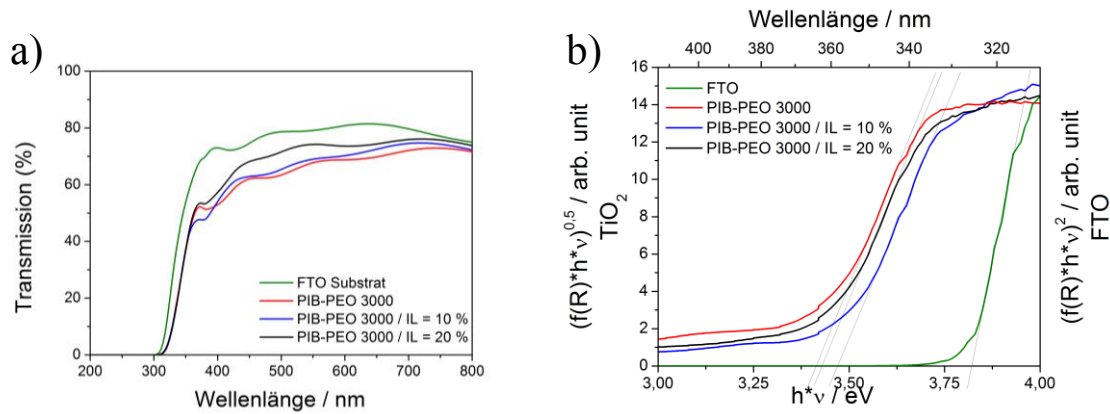 a)
100
80
60
40
20
0
Transmission (%)
200 300 400 500 600 700 800
Wellenlänge / nm
FTO Substrat
PIB-PEO 3000
PIB-PEO 3000 / IL = 10 %
PIB-PEO 3000 / IL = 20 %
b)
Wellenlänge / nm
400 380 360 340 320
16
14
12
10
8
6
4
2
0
(f(R)*h*ν)^0,5 / arb. unit
TiO₂
FTO
PIB-PEO 3000
PIB-PEO 3000 / IL = 10 %
PIB-PEO 3000 / IL = 20 %
(f(R)*h*ν)² / arb. unit
FTO
3,00 3,25 3,50 3,75 4,00
h*ν / eV